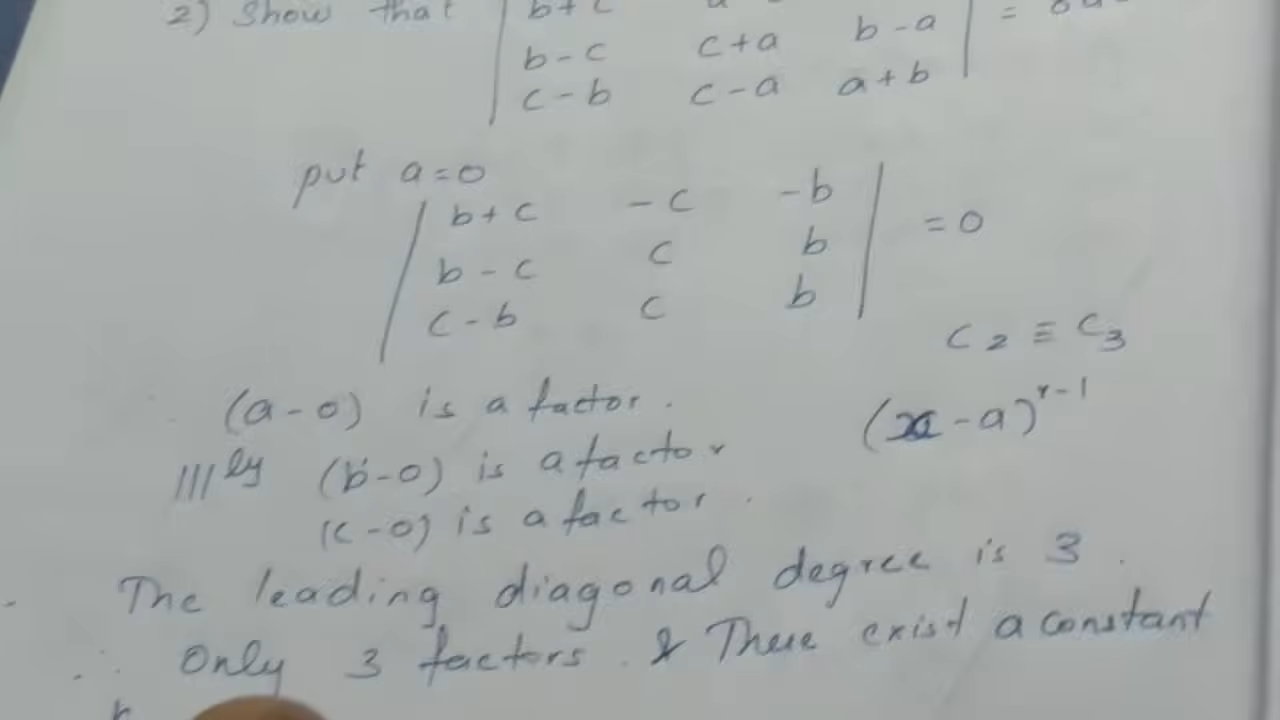 2) Show that | b+c a
b-c c+a b-a | =
c-b c-a a+b
put a=0
| b+c -c -b |
b-c c b = 0
c-b c b
C2 ≡ C3
(a-0) is a factor.
(x-a)^r-1
|||ly (b-0) is a factor
(c-0) is a factor.
The leading diagonal degree is 3.
∴ Only 3 factors. & There exist a constant